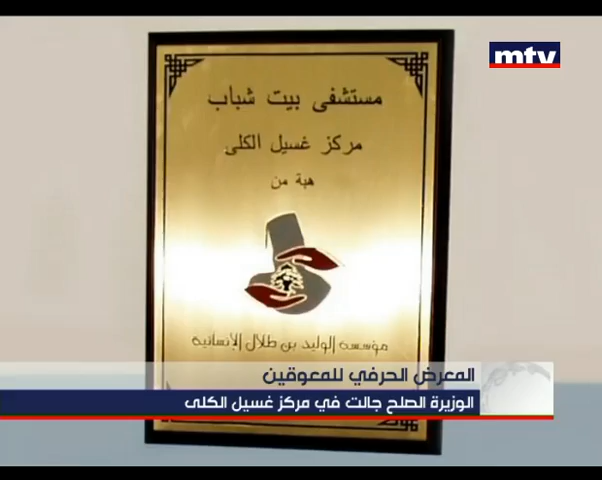 mtv
مستشفى بيت شباب
مركز غسيل الكلى
هبة من
مؤسسة الوليد بن طلال الإنسانية
المعرض الحرفي للمعوقين
الوزيرة الصلح جالت في مركز غسيل الكلى